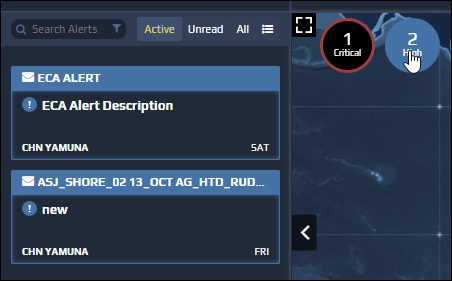 Search Alerts
Active Unread All
1
Critical
2
High
ECA ALERT
ECA Alert Description
CHN YAMUNA SAT
ASJ_SHORE_02 13_OCT AG_HTD_RUD...
new
CHN YAMUNA FRI